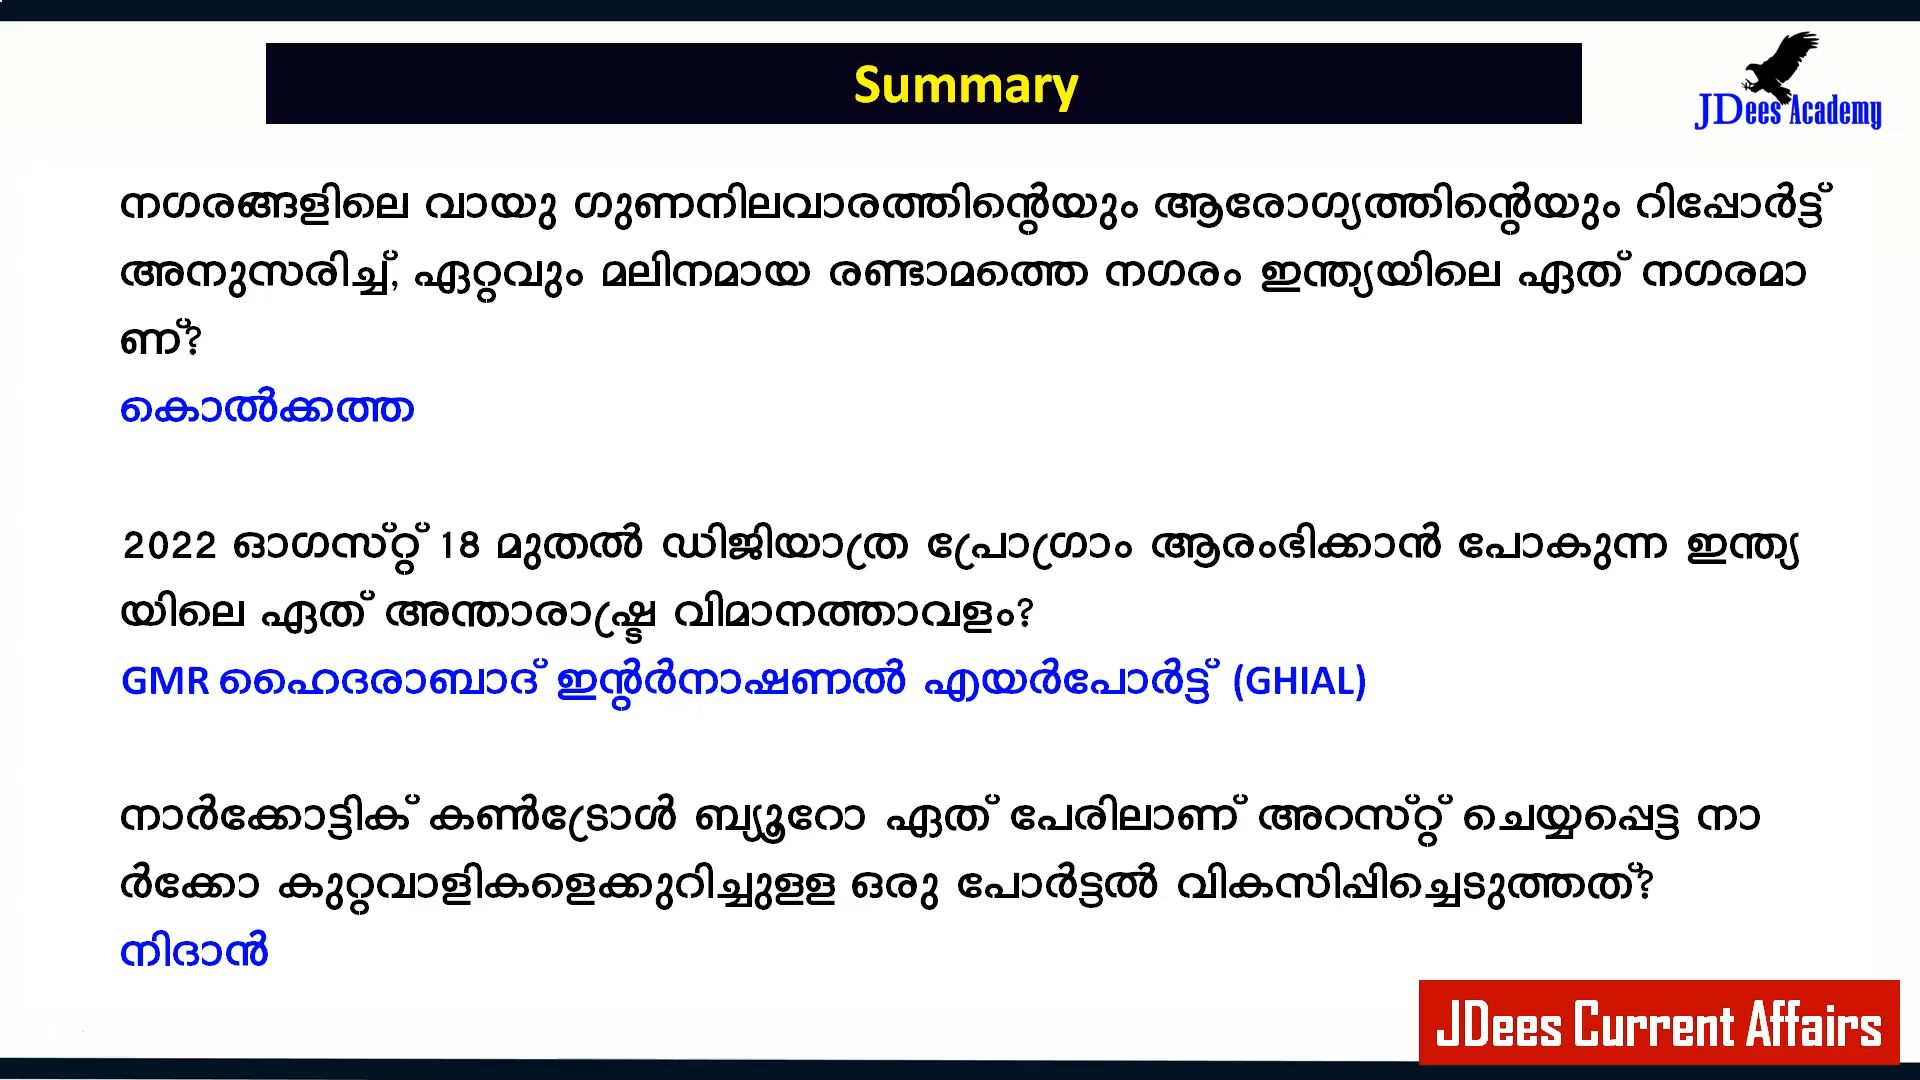 Summary
JDees Academy
നഗരങ്ങളിലെ വായു ഗുണനിലവാരത്തിന്റെയും ആരോഗ്യത്തിന്റെയും റിപ്പോർട്ട്
അനുസരിച്ച്, ഏറ്റവും മലിനമായ രണ്ടാമത്തെ നഗരം ഇന്ത്യയിലെ ഏത് നഗരമാ
ണ്?
കൊൽക്കത്ത
2022 ഓഗസ്റ്റ് 18 മുതൽ ഡിജിയാത്ര പ്രോഗ്രാം ആരംഭിക്കാൻ പോകുന്ന ഇന്ത്യ
യിലെ ഏത് അന്താരാഷ്ട്ര വിമാനത്താവളം?
GMR ഹൈദരാബാദ് ഇന്റർനാഷണൽ എയർപോർട്ട് (GHIAL)
നാർക്കോട്ടിക് കൺട്രോൾ ബ്യൂറോ ഏത് പേരിലാണ് അറസ്റ്റ് ചെയ്യപ്പെട്ട നാ
ർക്കോ കുറ്റവാളികളെക്കുറിച്ചുളള ഒരു പോർട്ടൽ വികസിപ്പിച്ചെടുത്തത്?
നിദാൻ
JDees Current Affairs